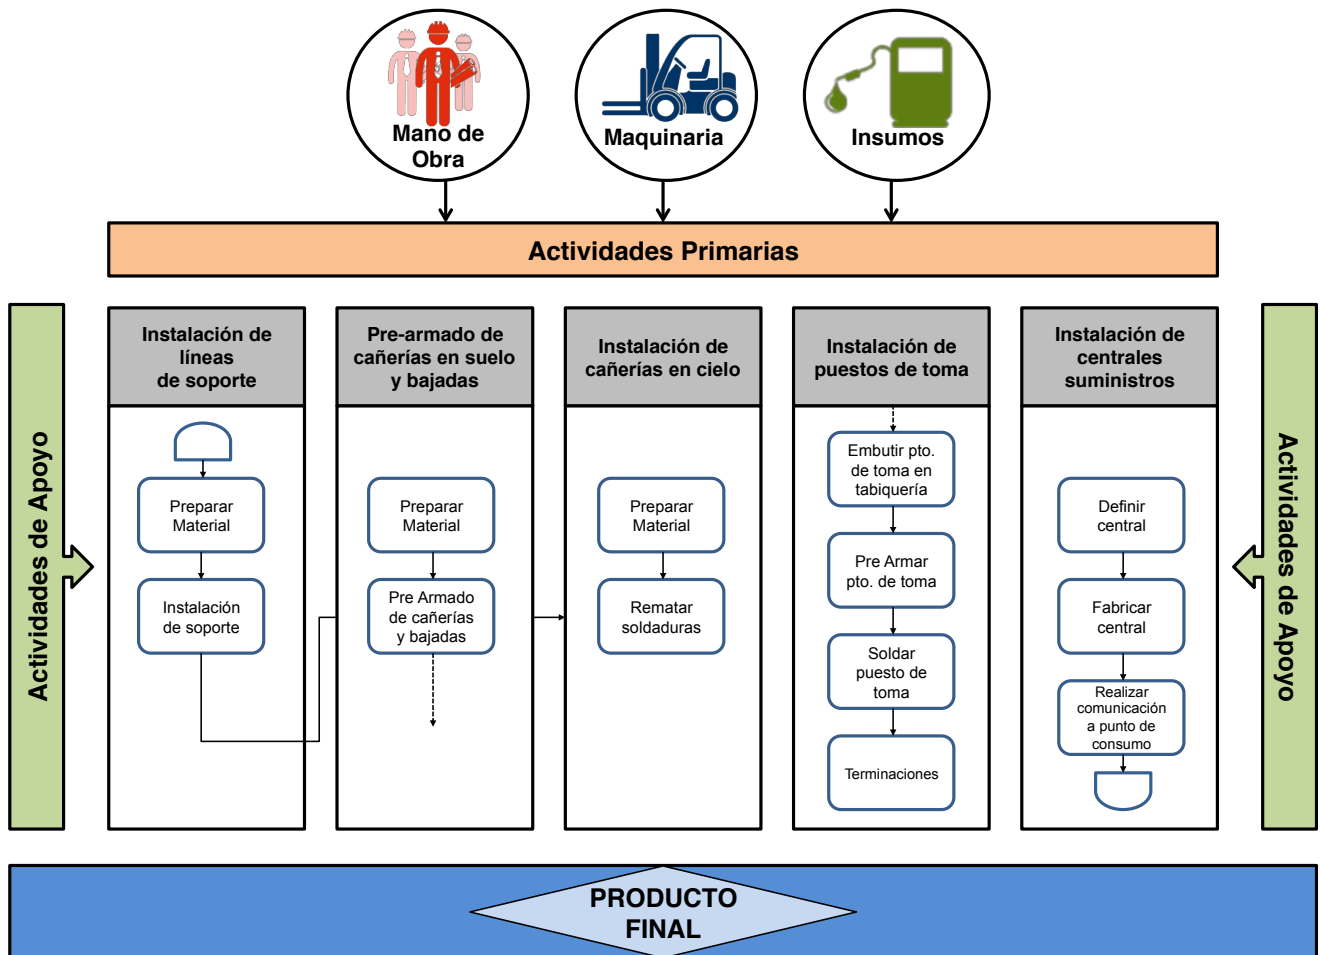 Mano de
Obra
Maquinaria
Insumos
Actividades Primarias
Actividades de Apoyo
Instalación de
líneas
de soporte
Preparar
Material
Instalación
de soporte
Pre-armado de
cañerías en suelo
y bajadas
Preparar
Material
Pre Armado
de cañerías
y bajadas
Instalación de
cañerías en cielo
Preparar
Material
Rematar
soldaduras
Instalación de
puestos de toma
Embutir pto.
de toma en
tabiquería
Pre Armar
pto. de toma
Soldar
puesto de
toma
Terminaciones
Instalación de
centrales
suministros
Definir
central
Fabricar
central
Realizar
comunicación
a punto de
consumo
Actividades de Apoyo
PRODUCTO
FINAL